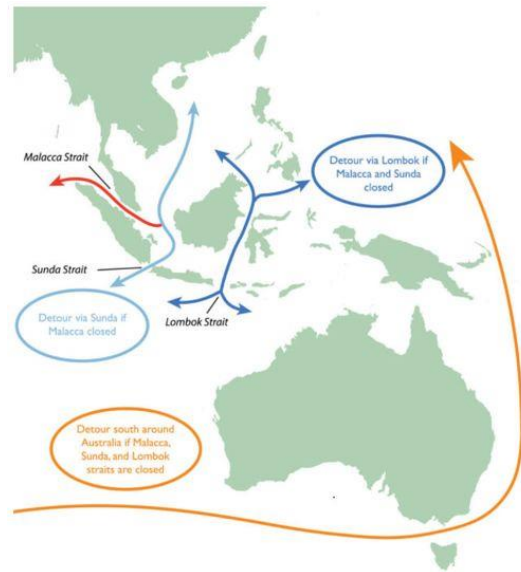 Malacca Strait
Detour via Lombok if
Malacca and Sunda
closed
Sunda Strait
Detour via Sunda if
Malacca closed
Lombok Strait
Detour south around
Australia if Malacca,
Sunda, and Lombok
straits are closed